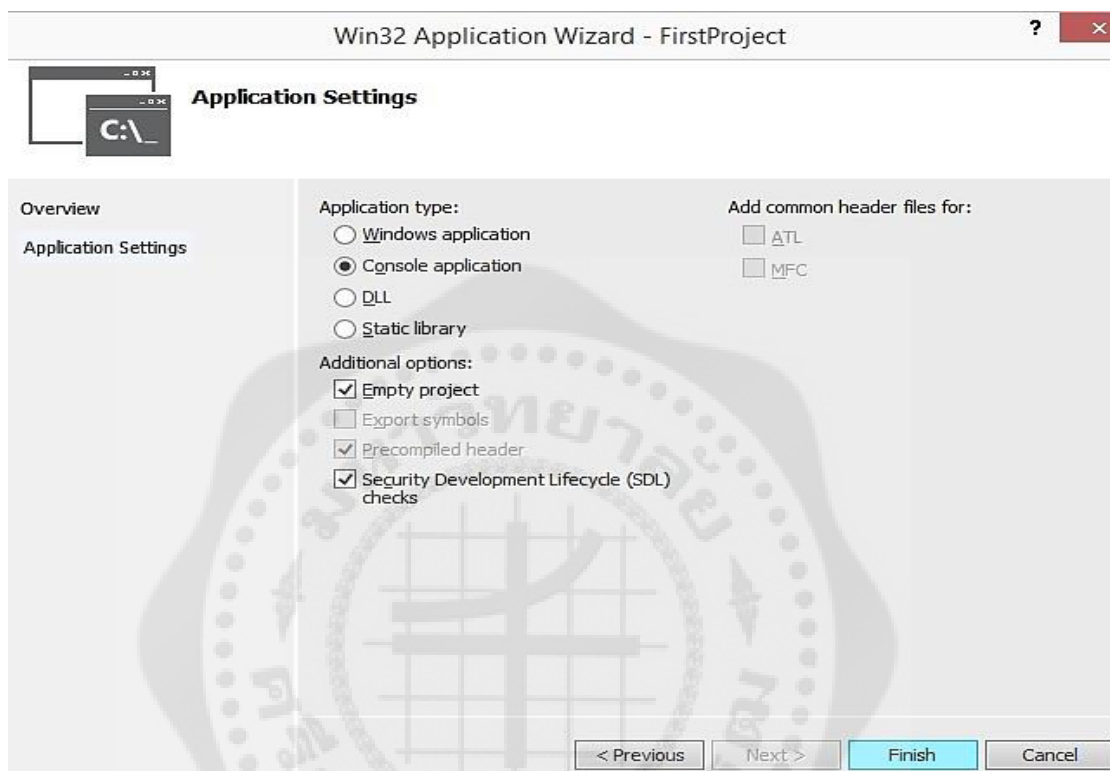 Win32 Application Wizard - FirstProject
?
Application Settings
C:\_
Overview
Application Settings
Application type:
Windows application
Console application
DLL
Static library
Additional options:
Empty project
Export symbols
Precompiled header
Security Development Lifecycle (SDL)
checks
Add common header files for:
ATL
MFC
< Previous
Next >
Finish
Cancel